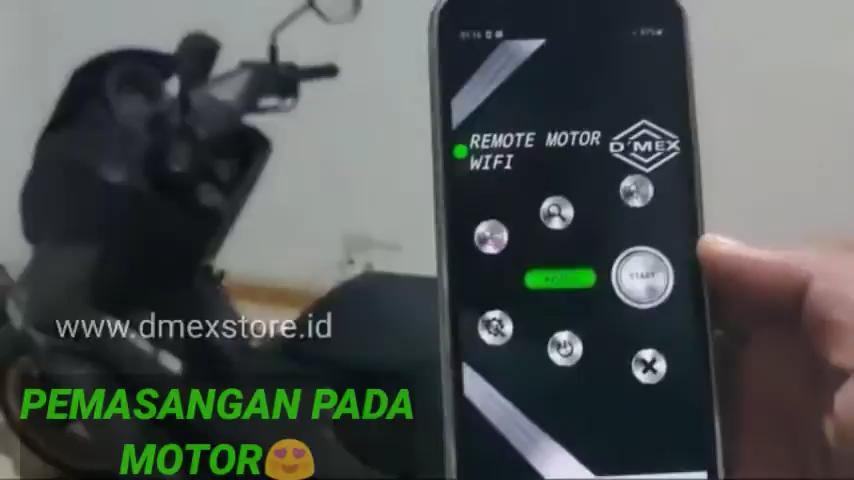 REMOTE MOTOR
WIFI
D'MEX
START
www.dmexstore.id
PEMASANGAN PADA
MOTOR😍